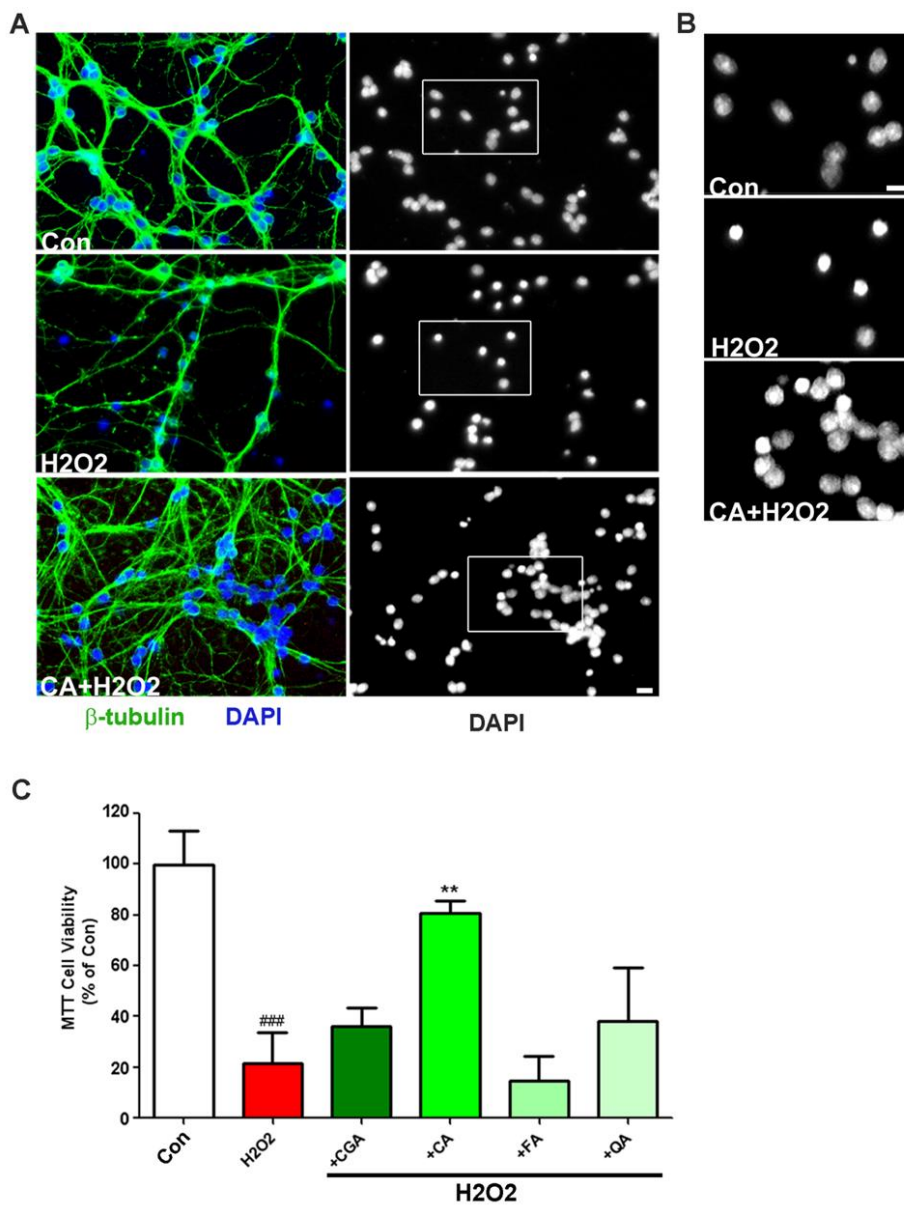 A
B
Con
Con
H2O2
H2O2
CA+H2O2
CA+H2O2
β-tubulin DAPI
DAPI
C
MTT Cell Viability
(% of Con)
120
100
80
60
40
20
0
###
**
Con
H2O2
+CGA
+CA
+FA
+QA
H2O2